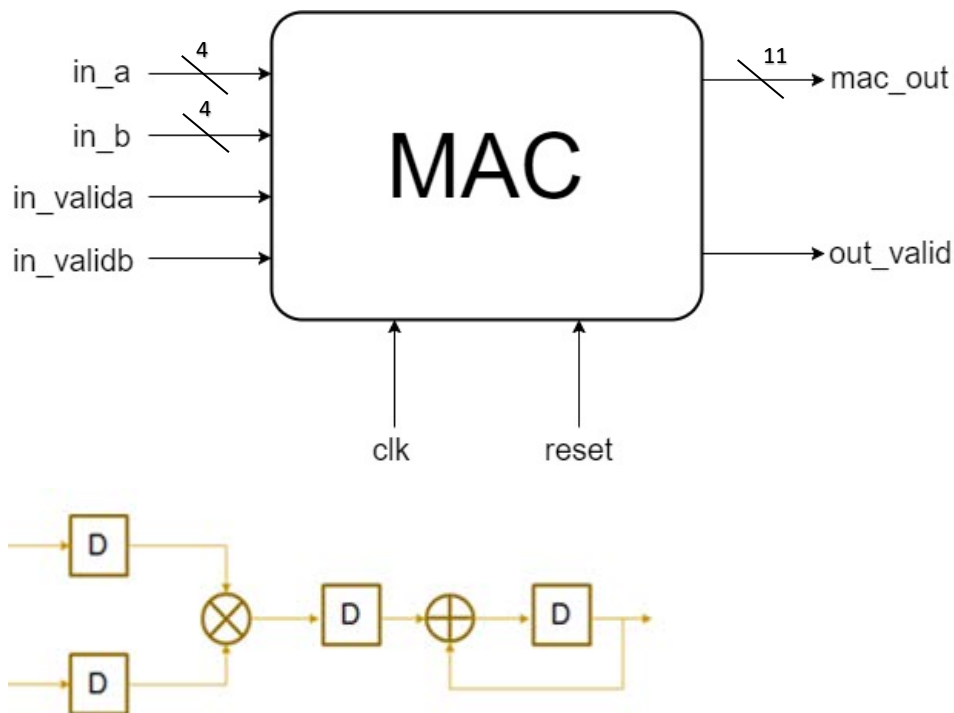 4
in_a
4
in_b
in_valida
in_validb
MAC
11
mac_out
out_valid
clk
reset
D
D
D
D